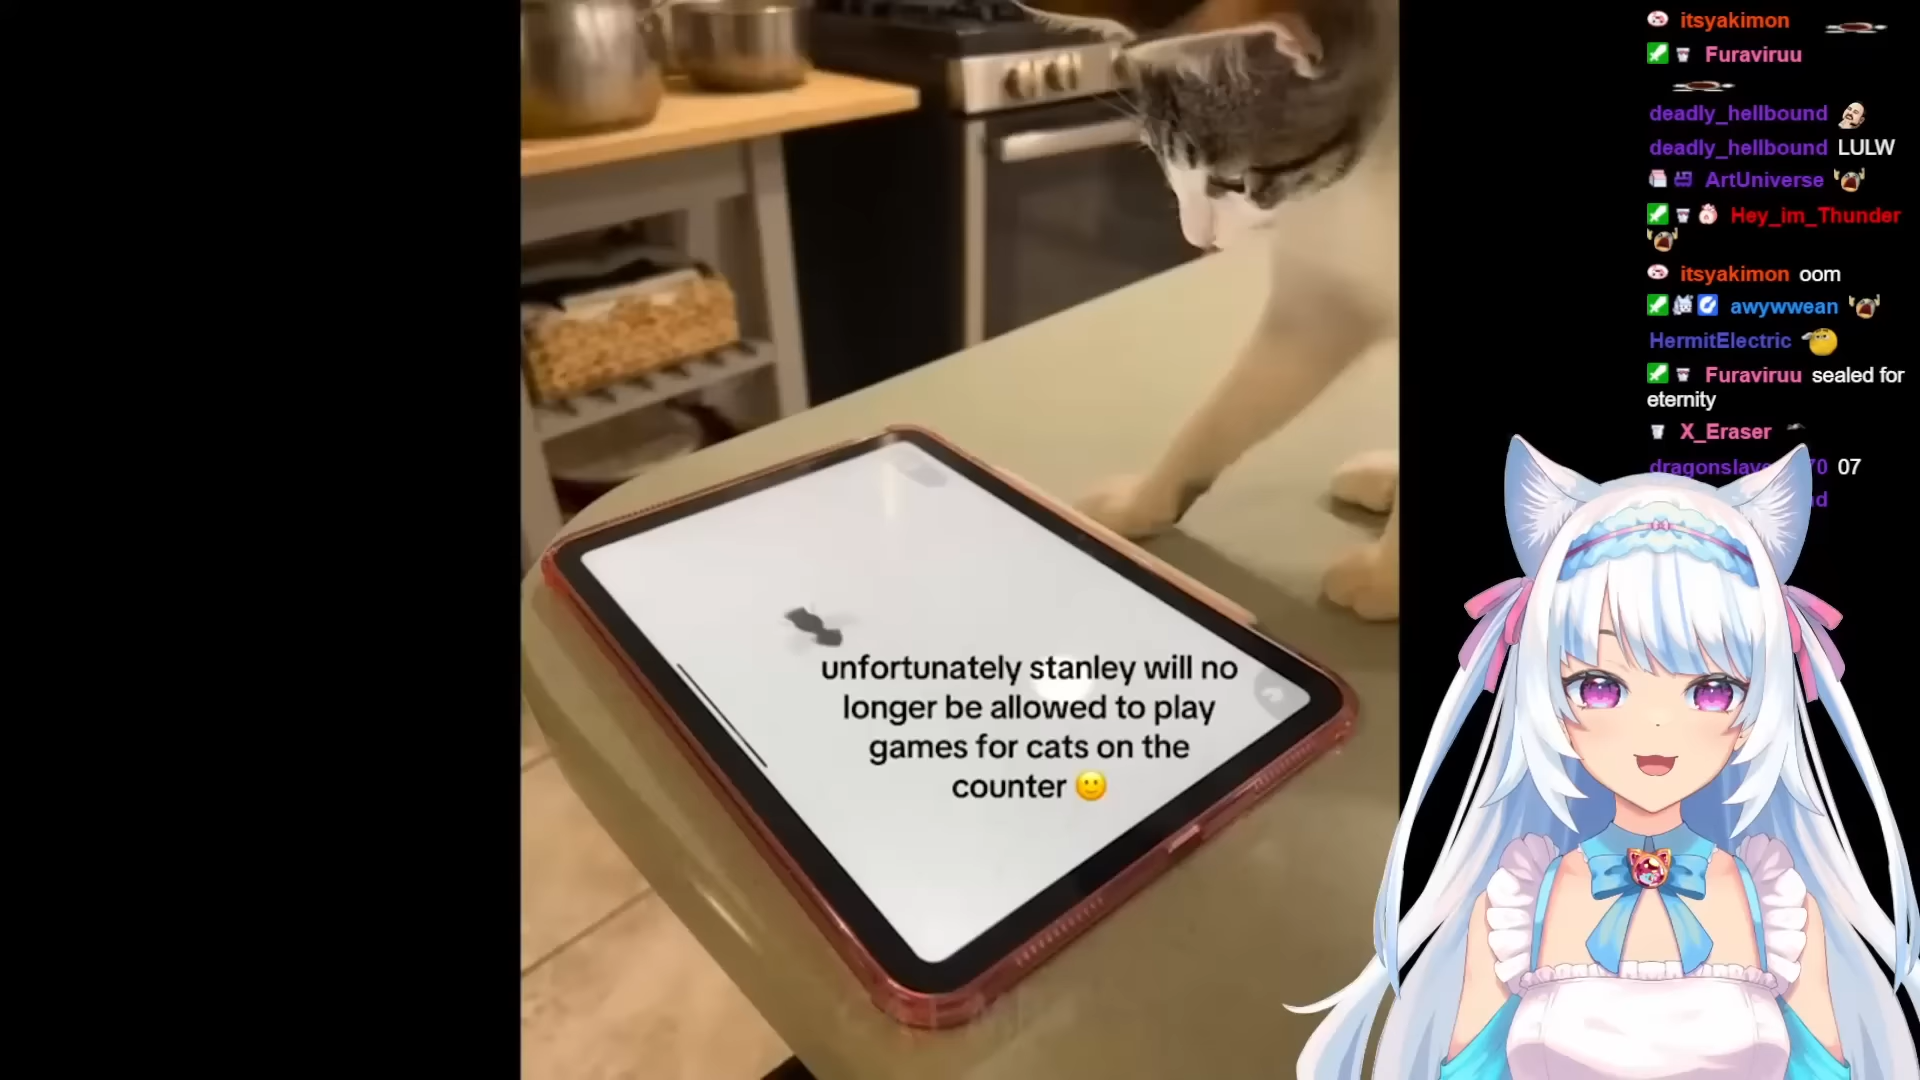 itsyakimon
Furaviruu
deadly_hellbound
deadly_hellbound LULW
ArtUniverse
Hey_im_Thunder
itsyakimon oom
awywwean
HermitElectric
Furaviruu sealed for
eternity
X_Eraser
07
unfortunately stanley will no
longer be allowed to play
games for cats on the
counter 🙂